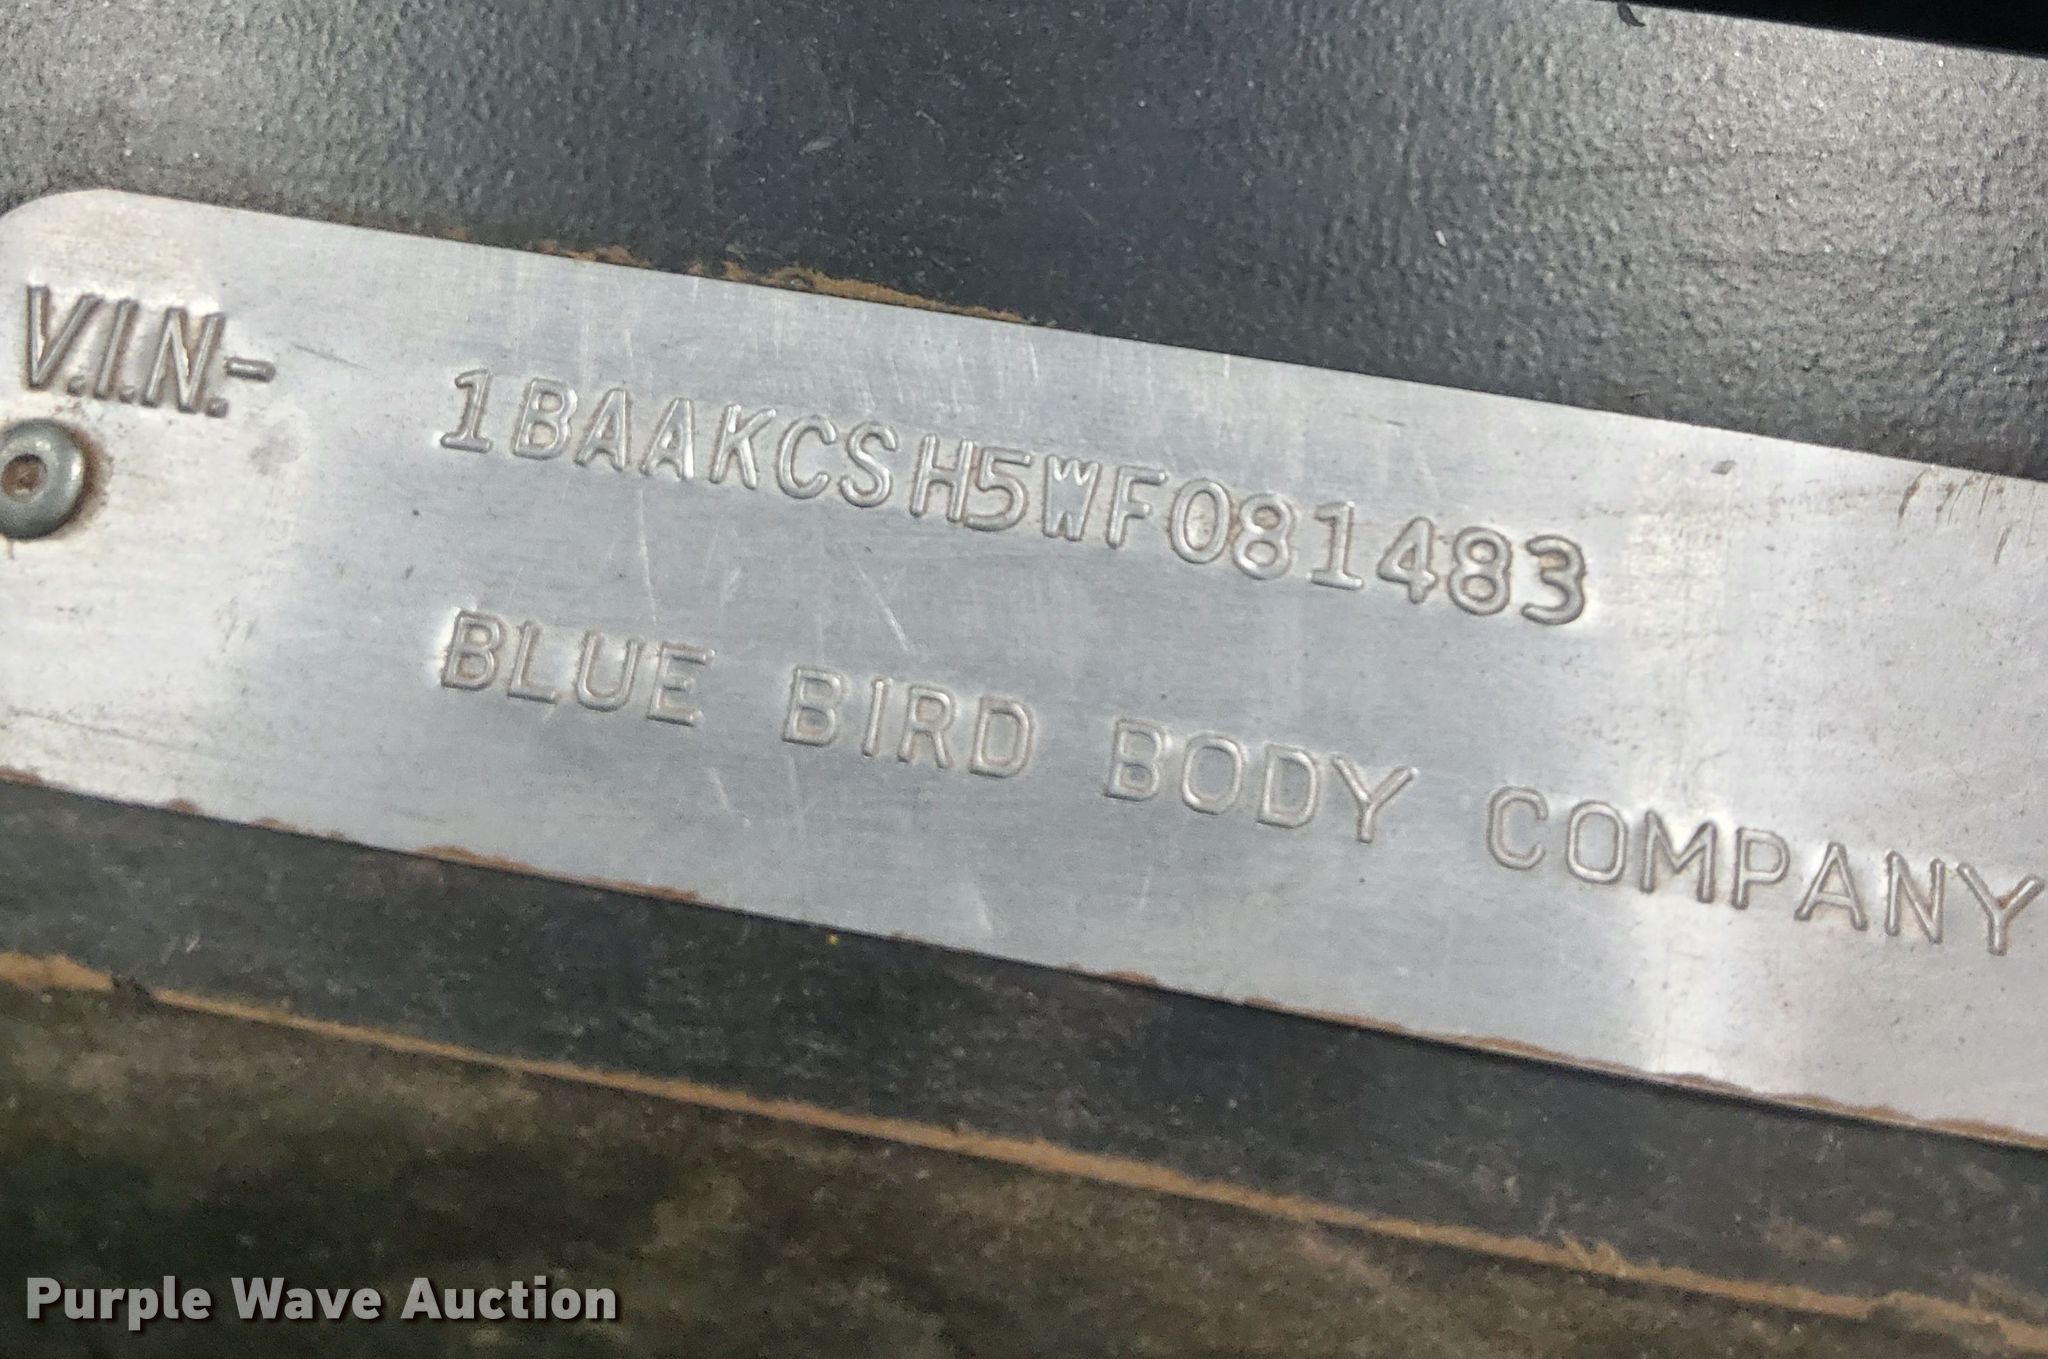 V.I.N.- 1BAAKCSH5WF081483
BLUE BIRD BODY COMPANY
Purple Wave Auction